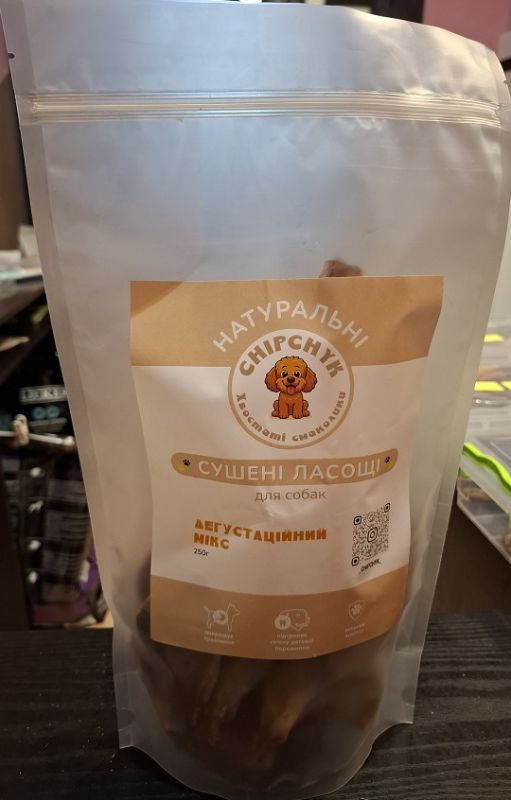 НАТУРАЛЬНІ
CHIPCHYK
Хвостаті смаколики
СУШЕНІ ЛАСОЩІ
для собак
ДЕГУСТАЦІЙНИЙ
МІКС
250г